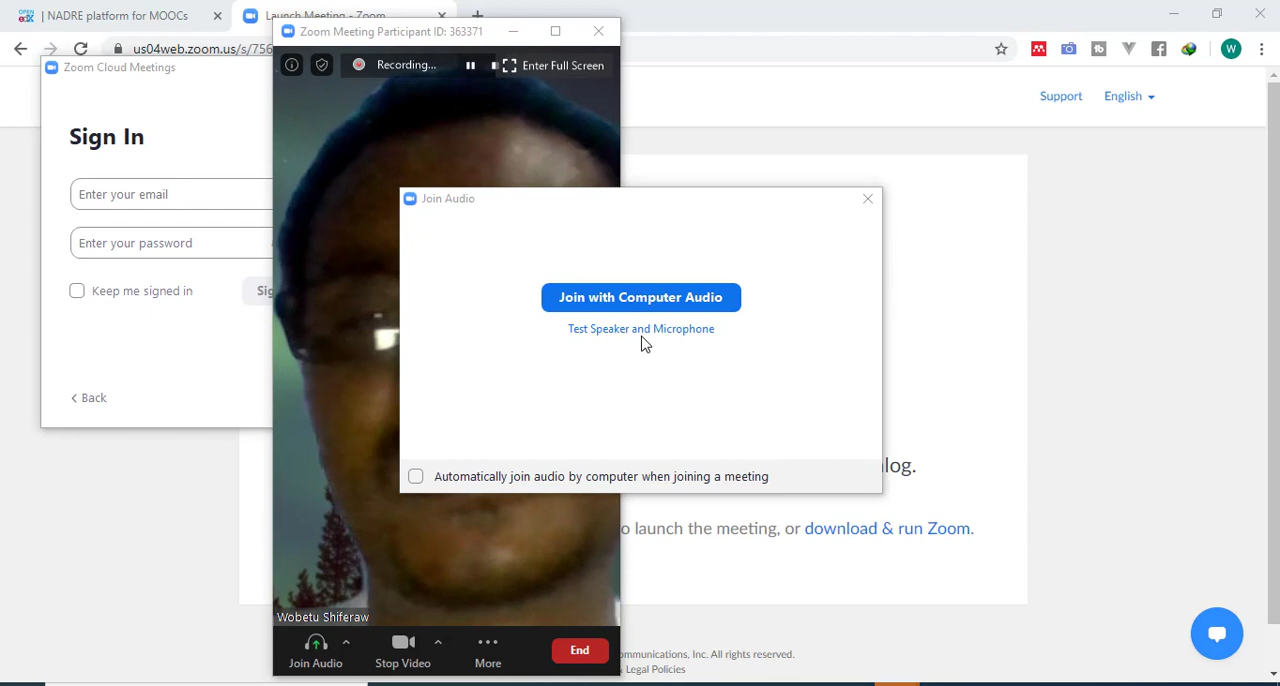 OPEN edX | NADRE platform for MOOCs
Launch Meeting - Zoom
us04web.zoom.us/s/756
W
Zoom Meeting Participant ID: 363371
Recording...
Enter Full Screen
Zoom Cloud Meetings
Support
English
Sign In
Enter your email
Enter your password
Keep me signed in
Sig
Back
Join Audio
Join with Computer Audio
Test Speaker and Microphone
Automatically join audio by computer when joining a meeting
alog.
o launch the meeting, or download & run Zoom.
Wobetu Shiferaw
Join Audio
Stop Video
More
End
ommunications, Inc. All rights reserved.
& Legal Policies